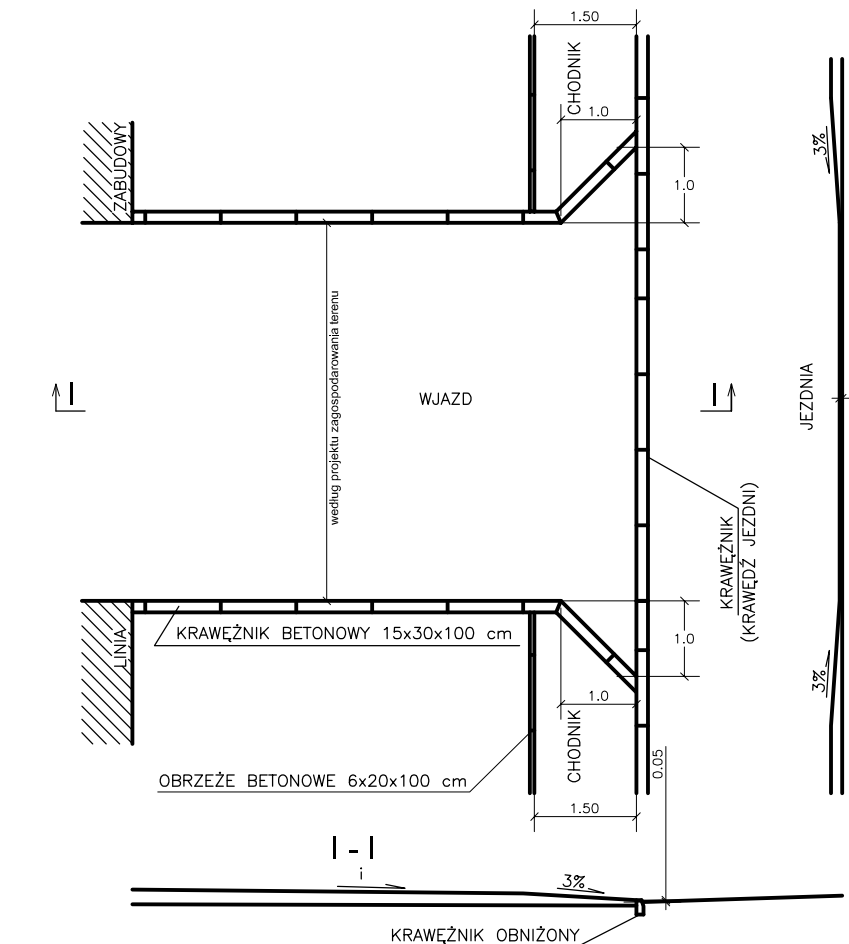 1.50
CHODNIK
1.0
3%
ZABUDOWY
1.0
według projektu zagospodarowania terenu
I
WJAZD
I
JEZDNIA
KRAWĘŻNIK
(KRAWĘDŹ JEZDNI)
LINIA
KRAWĘŻNIK BETONOWY 15x30x100 cm
1.0
1.0
3%
CHODNIK
0.05
OBRZEŻE BETONOWE 6x20x100 cm
1.50
I - I
i
3%
KRAWĘŻNIK OBNIŻONY